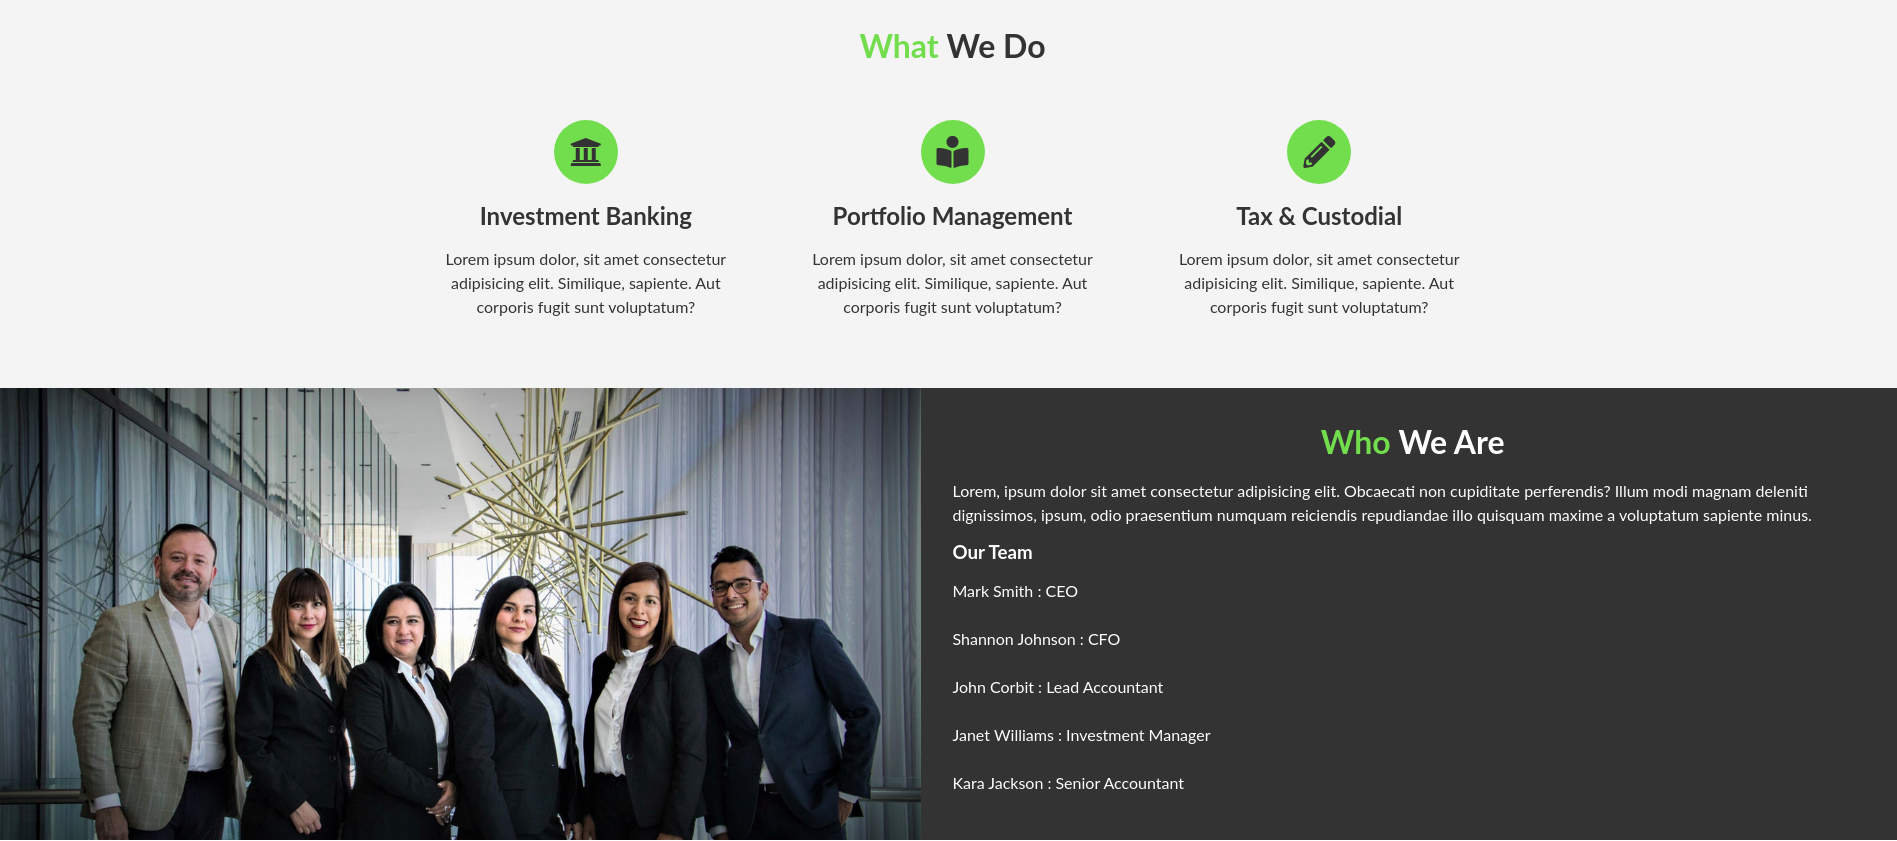 What We Do
Investment Banking
Lorem ipsum dolor, sit amet consectetur
adipisicing elit. Similique, sapiente. Aut
corporis fugit sunt voluptatum?
Portfolio Management
Lorem ipsum dolor, sit amet consectetur
adipisicing elit. Similique, sapiente. Aut
corporis fugit sunt voluptatum?
Tax & Custodial
Lorem ipsum dolor, sit amet consectetur
adipisicing elit. Similique, sapiente. Aut
corporis fugit sunt voluptatum?
Who We Are
Lorem, ipsum dolor sit amet consectetur adipisicing elit. Obcaecati non cupiditate perferendis? Illum modi magnam deleniti
dignissimos, ipsum, odio praesentium numquam reiciendis repudiandae illo quisquam maxime a voluptatum sapiente minus.
Our Team
Mark Smith : CEO
Shannon Johnson : CFO
John Corbit : Lead Accountant
Janet Williams : Investment Manager
Kara Jackson : Senior Accountant